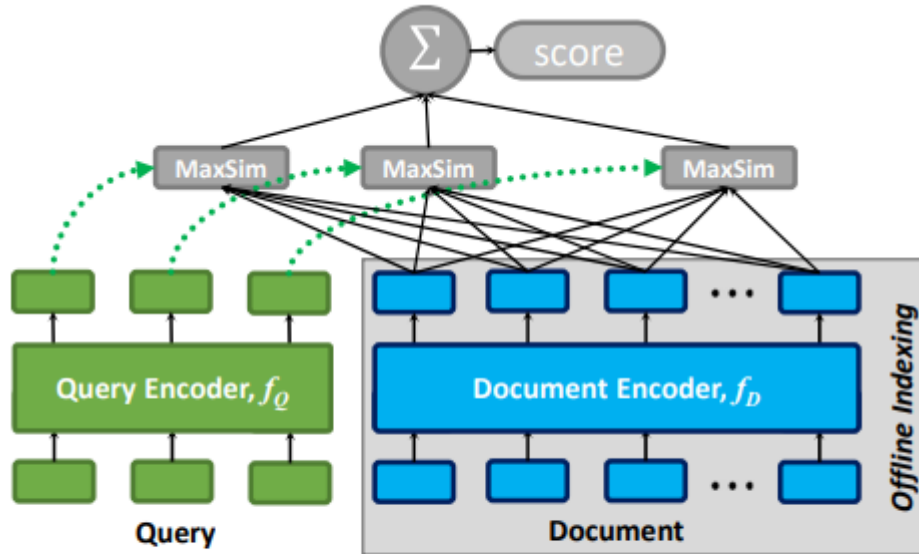 Σ score
MaxSim MaxSim MaxSim
Query Encoder, f_Q
Document Encoder, f_D
Query
Document
Offline Indexing